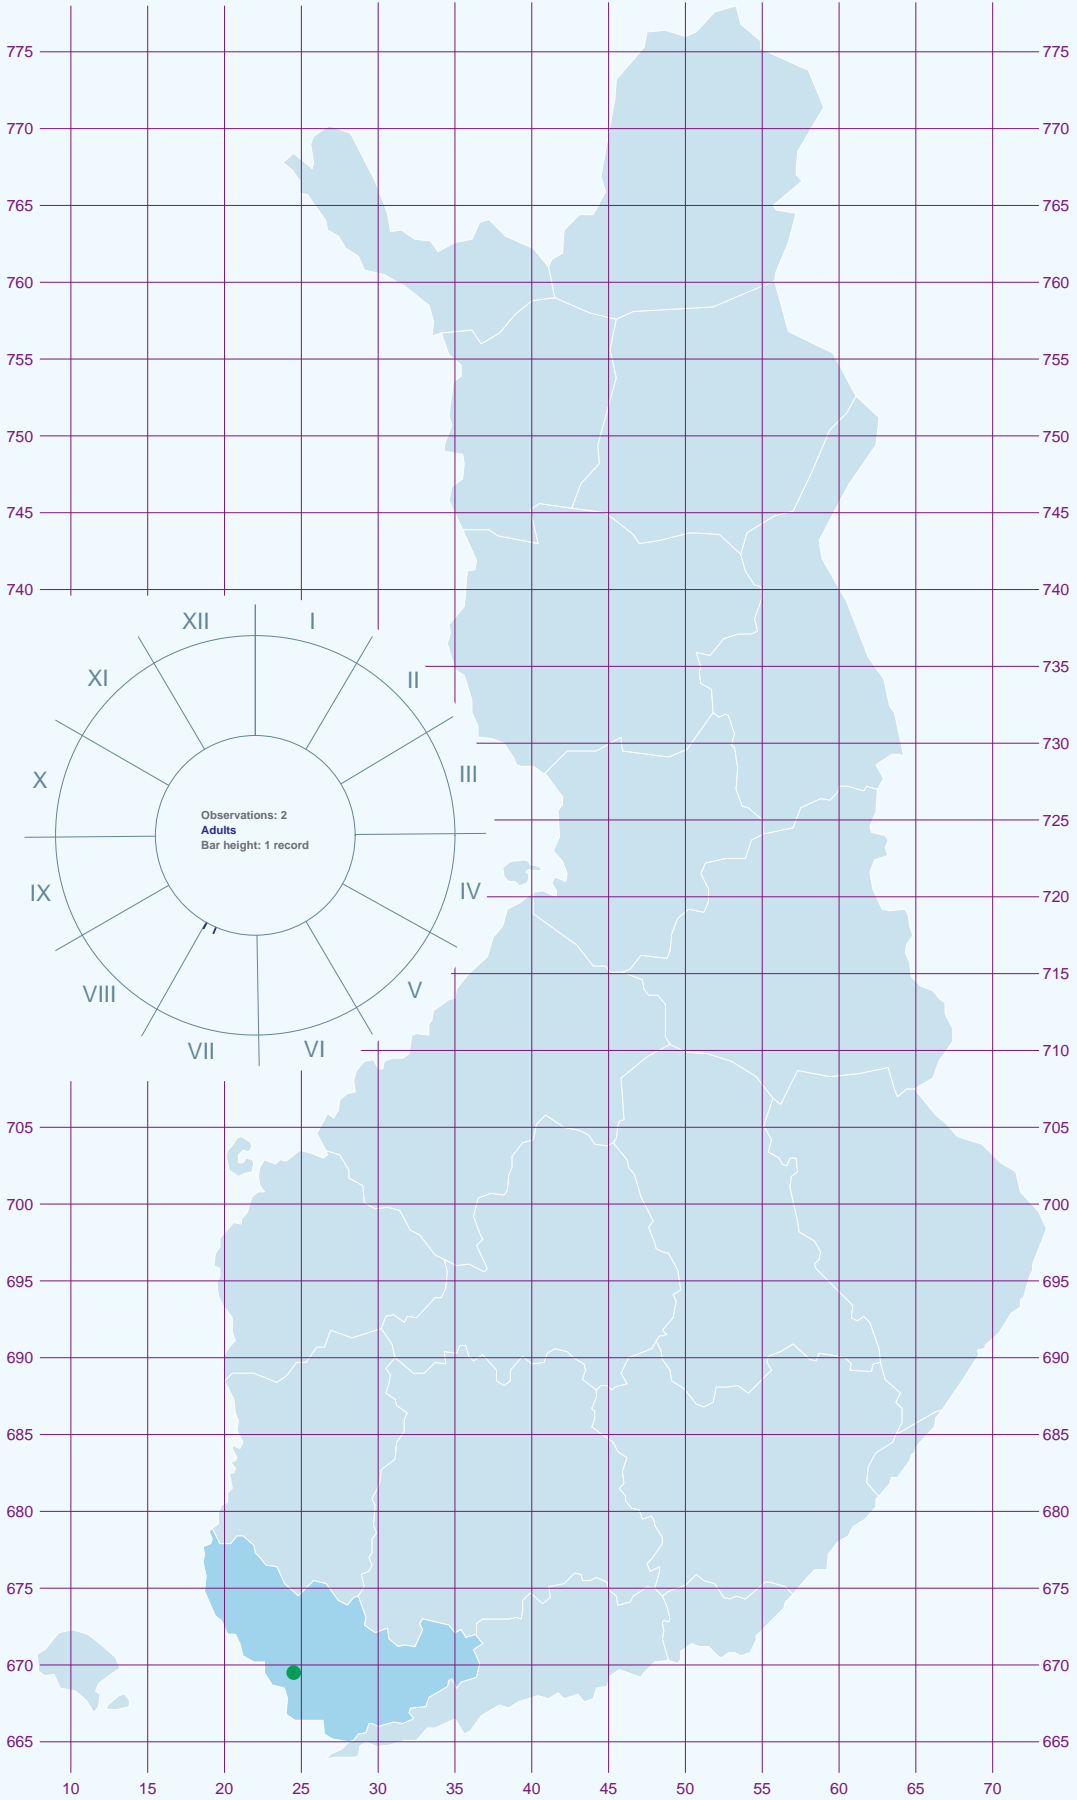 775 775
770 770
765 765
760 760
755 755
750 750
745 745
740 740
XII I
XI II
735
730
X III
Observations: 2
Adults
Bar height: 1 record
725
IX IV
720
715
VIII V
VII VI
710
705 705
700 700
695 695
690 690
685 685
680 680
675 675
670 670
665 665
10 15 20 25 30 35 40 45 50 55 60 65 70